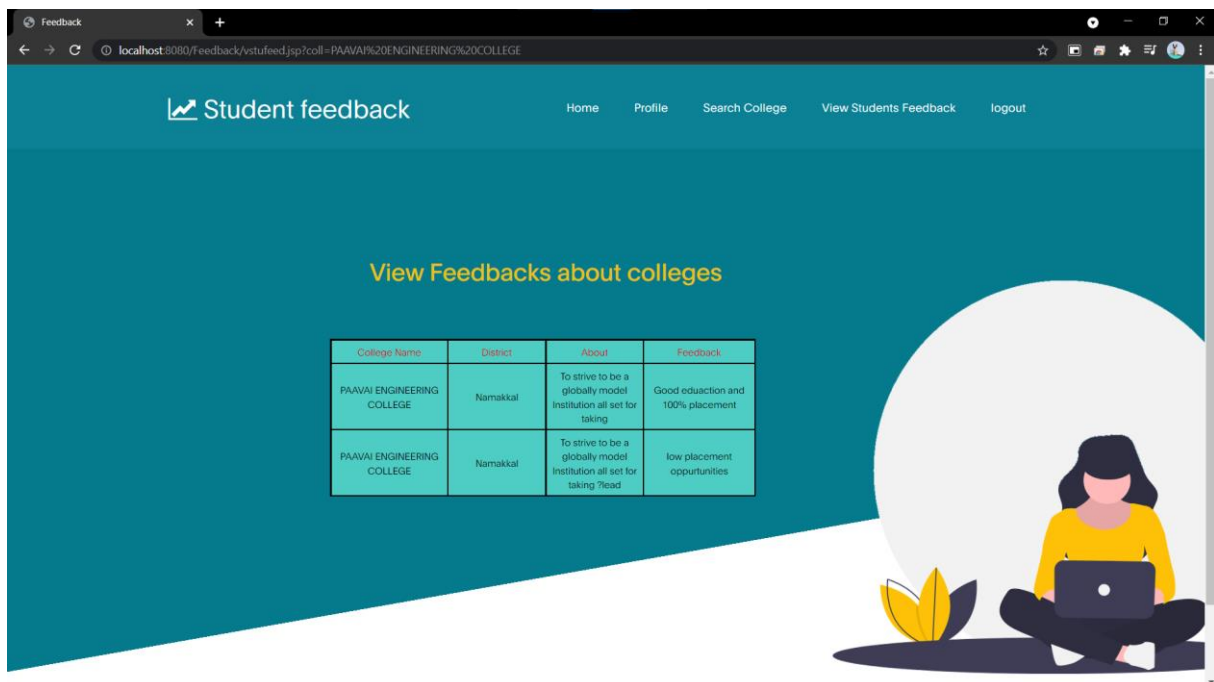 Feedback
localhost:8080/Feedback/vstufeed.jsp?coll=PAAVAI%20ENGINEERING%20COLLEGE
Student feedback
Home Profile Search College View Students Feedback logout
View Feedbacks about colleges
College Name District About Feedback
PAAVAI ENGINEERING
COLLEGE
Namakkal
To strive to be a
globally model
Institution all set for
taking
Good eduaction and
100% placement
PAAVAI ENGINEERING
COLLEGE
Namakkal
To strive to be a
globally model
Institution all set for
taking ?lead
low placement
oppurtunities